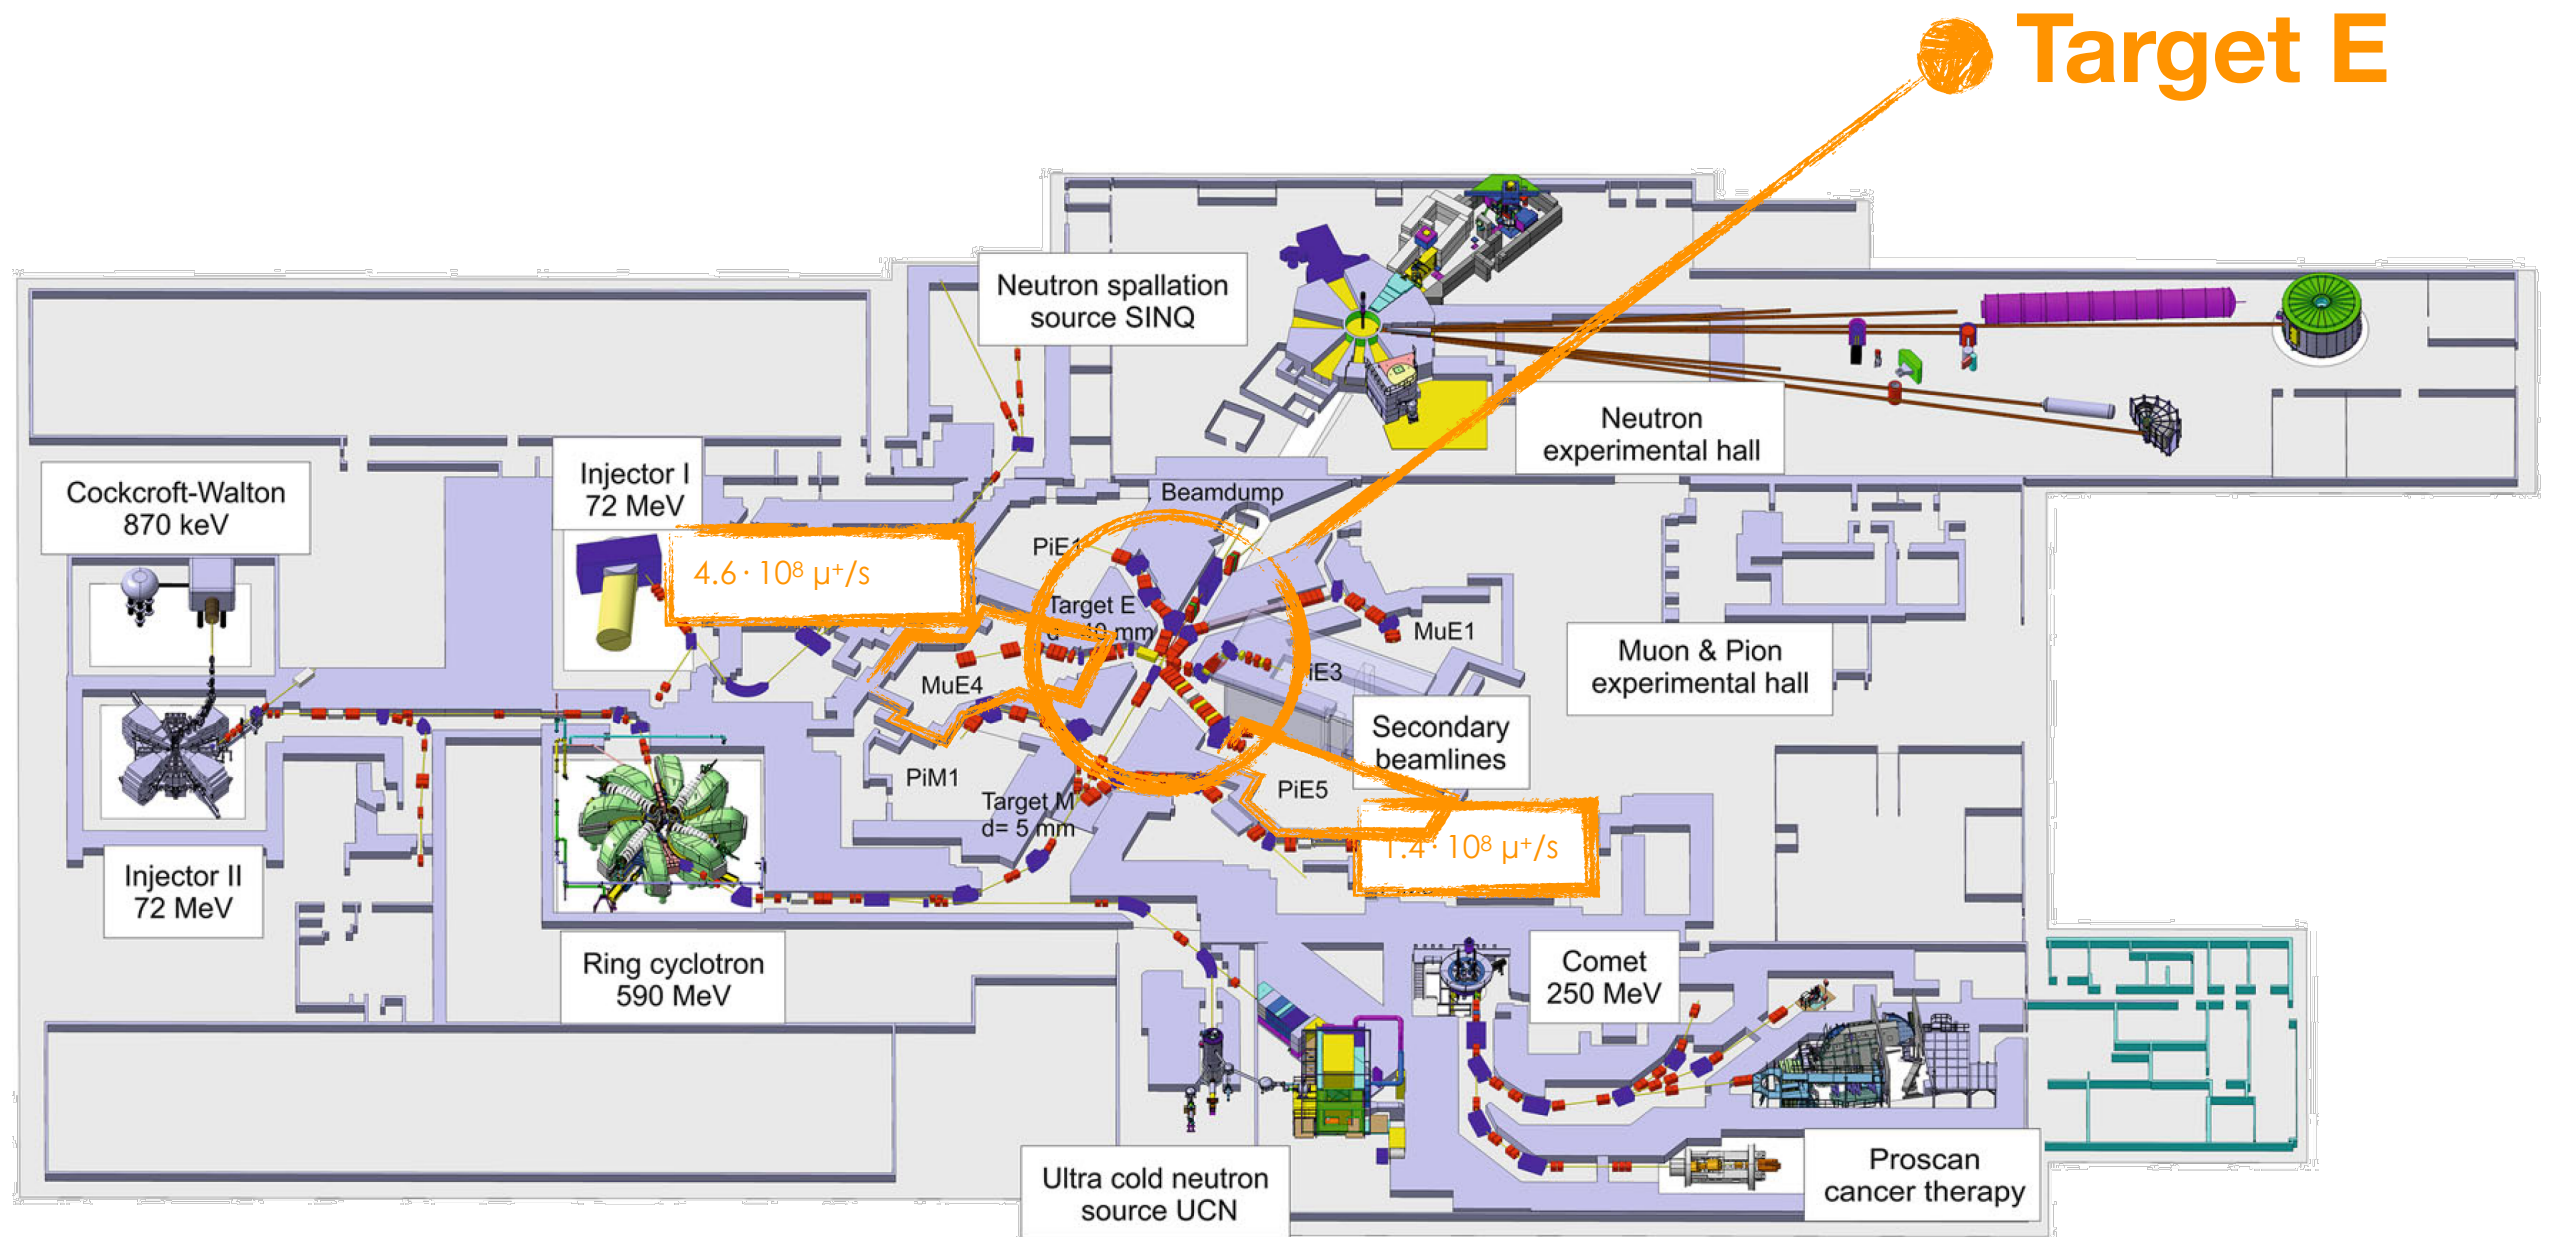 Target E
Neutron spallation
source SINQ
Neutron
experimental hall
Cockcroft-Walton
870 keV
Injector I
72 MeV
Beamdump
4.6 · 10⁸ µ⁺/s
Target E
mm
MuE1
MuE4
Muon & Pion
experimental hall
Secondary
beamlines
PiM1
PiE5
Target M
d= 5 mm
10⁸ µ⁺/s
Injector II
72 MeV
Ring cyclotron
590 MeV
Comet
250 MeV
Ultra cold neutron
source UCN
Proscan
cancer therapy